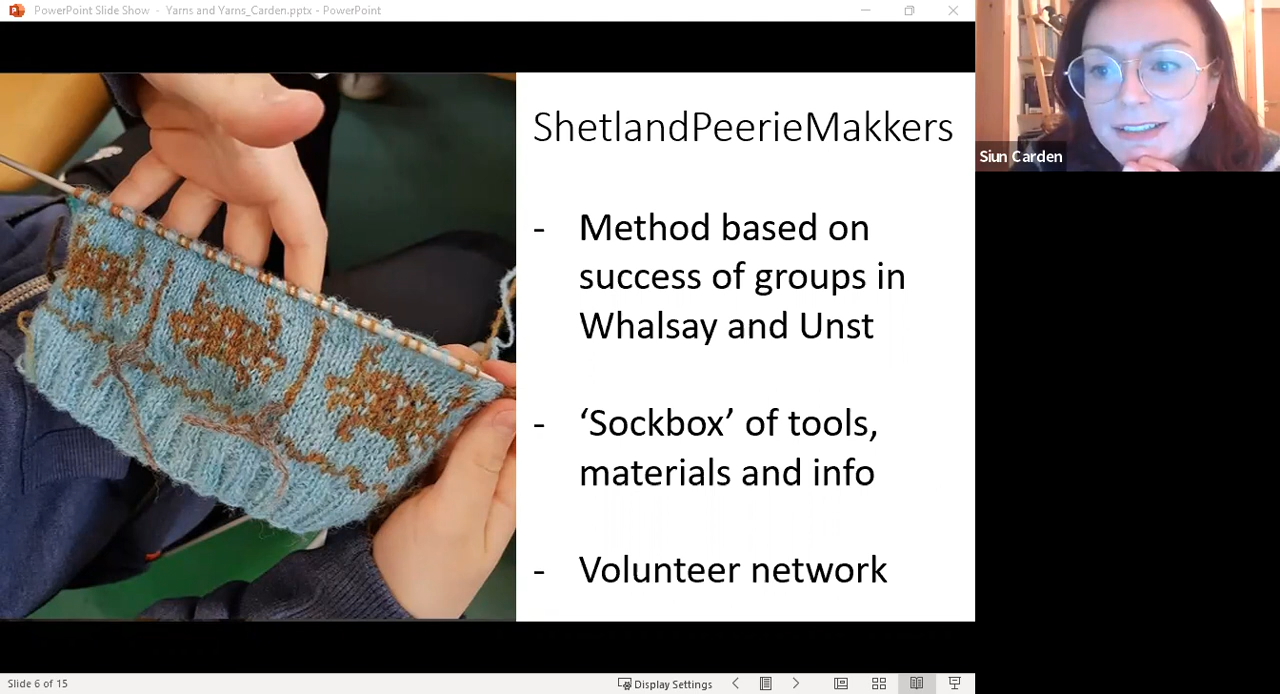 PowerPoint Slide Show - Yarns and Yarns_Carden.pptx - PowerPoint
Siun Carden
ShetlandPeerieMakkers
- Method based on
success of groups in
Whalsay and Unst
- ‘Sockbox’ of tools,
materials and info
- Volunteer network
Slide 6 of 15
Display Settings